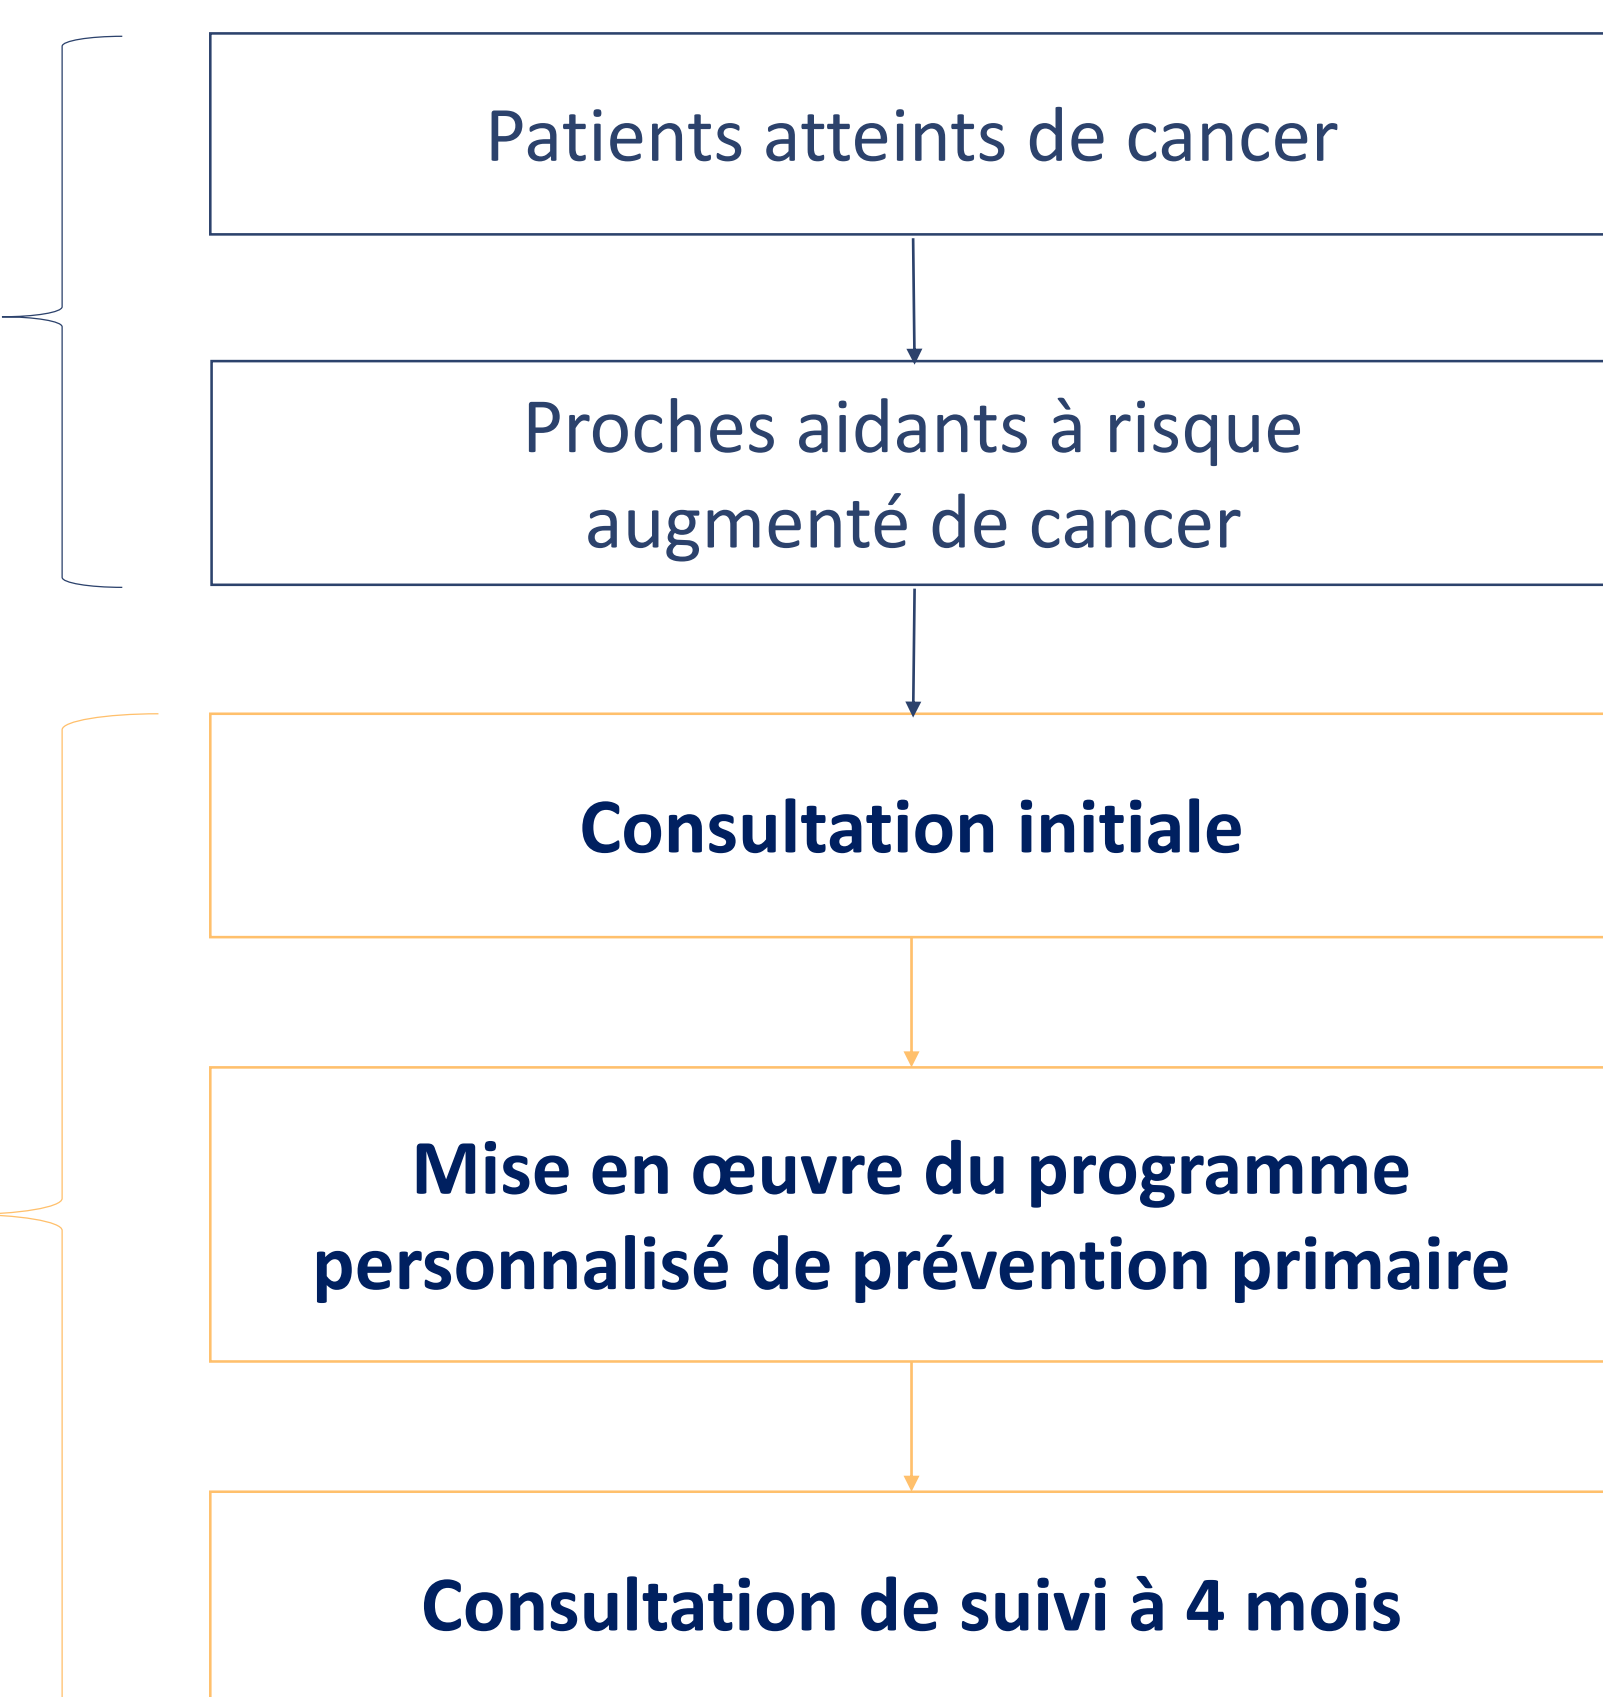 Patients atteints de cancer
Proches aidants à risque
augmenté de cancer
Consultation initiale
Mise en œuvre du programme
personnalisé de prévention primaire
Consultation de suivi à 4 mois